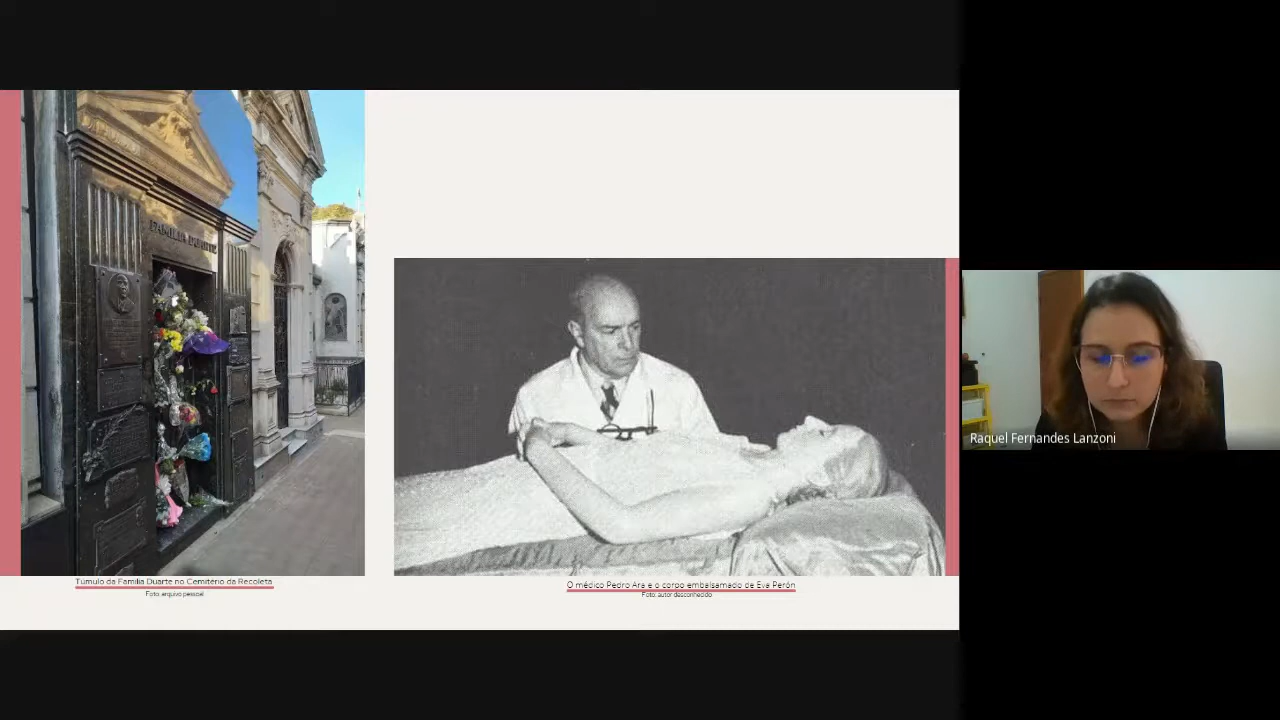 FAMILIA DUARTE
Túmulo da Família Duarte no Cemitério da Recoleta
Foto: arquivo pessoal
O médico Pedro Ara e o corpo embalsamado de Eva Perón
Foto: autor desconhecido
Raquel Fernandes Lanzoni